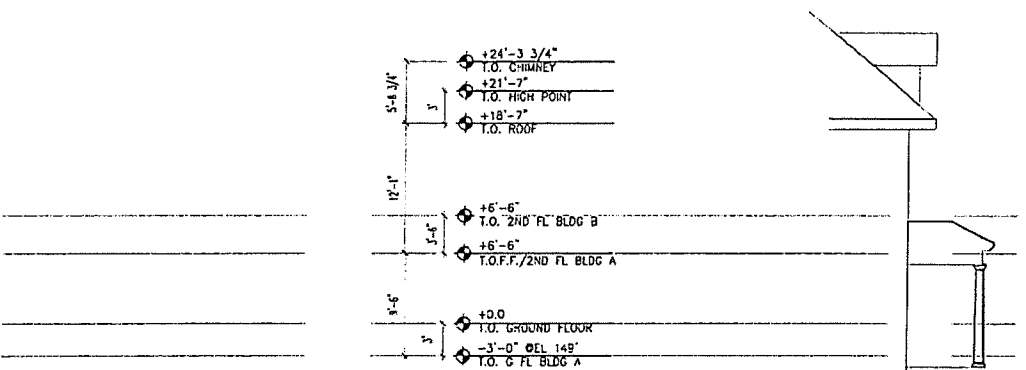 +24'-3 3/4"
T.O. CHIMNEY
+21'-7"
T.O. HIGH POINT
+18'-7"
T.O. ROOF
5'-8 3/4"
3'
12'-1"
+6'-6"
T.O. 2ND FL BLDG B
3'-6"
+6'-6"
T.O.F.F./2ND FL BLDG A
9'-6"
+0.0
T.O. GROUND FLOOR
3'
-3'-0" @EL 149'
T.O. G FL BLDG A